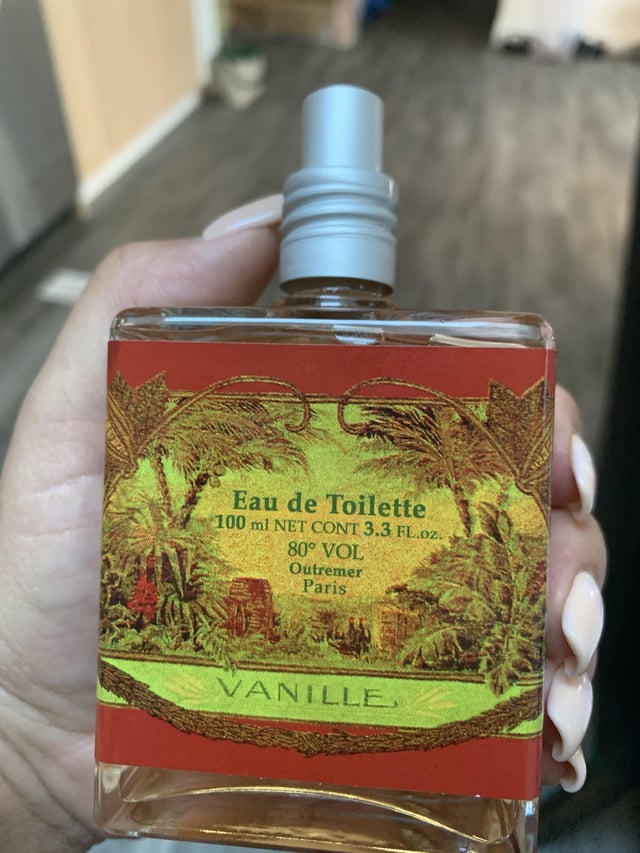 Eau de Toilette
100 ml NET CONT 3.3 FL.oz.
80° VOL
Outremer
Paris
VANILLE